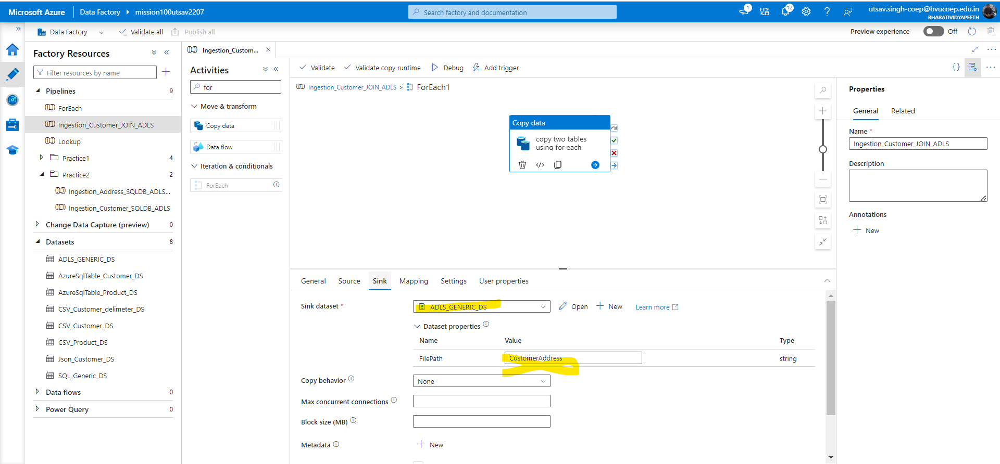 Microsoft Azure
Data Factory
mission100utsav2207
Search factory and documentation
1
12
utsav.singh-coep@bvucoep.edu.in
BHARATIVIDYAPEETH
Data Factory
Validate all
Publish all
Preview experience
Off
Factory Resources
Filter resources by name
Pipelines
9
ForEach
Ingestion_Customer_JOIN_ADLS
Lookup
Practice1
4
Practice2
2
Ingestion_Address_SQLDB_ADLS...
Ingestion_Customer_SQLDB_ADLS
Change Data Capture (preview)
0
Datasets
8
ADLS_GENERIC_DS
AzureSqlTable_Customer_DS
AzureSqlTable_Product_DS
CSV_Customer_delimeter_DS
CSV_Customer_DS
CSV_Product_DS
Json_Customer_DS
SQL_Generic_DS
Data flows
0
Power Query
0
Ingestion_Custom...
Activities
for
Move & transform
Copy data
Data flow
Iteration & conditionals
ForEach
Validate
Validate copy runtime
Debug
Add trigger
Ingestion_Customer_JOIN_ADLS > ForEach1
Copy data
copy two tables
using for each
General
Source
Sink
Mapping
Settings
User properties
Sink dataset *
ADLS_GENERIC_DS
Open
New
Learn more
Dataset properties
Name
Value
Type
FilePath
CustomerAddress
string
Copy behavior
None
Max concurrent connections
Block size (MB)
Metadata
New
Properties
General
Related
Name *
Ingestion_Customer_JOIN_ADLS
Description
Annotations
New